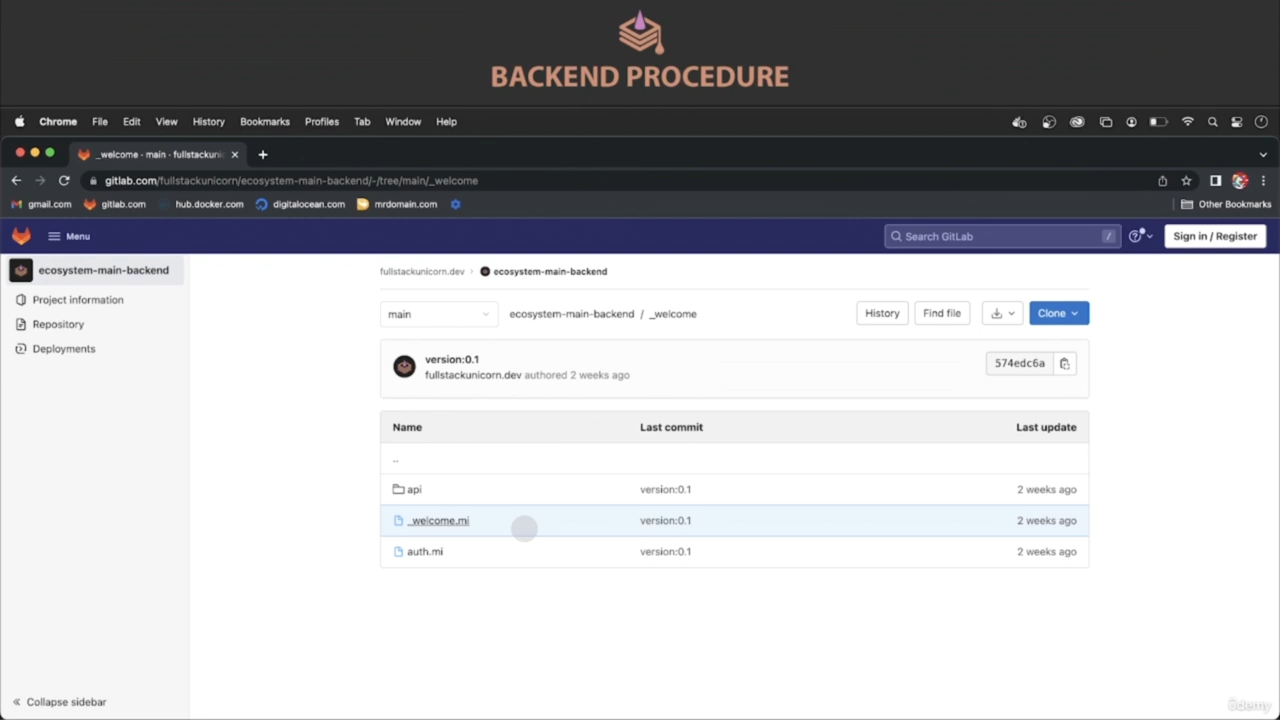 BACKEND PROCEDURE
Chrome File Edit View History Bookmarks Profiles Tab Window Help
_welcome · main · fullstackunic
gitlab.com/fullstackunicorn/ecosystem-main-backend/-/tree/main/_welcome
gmail.com gitlab.com hub.docker.com digitalocean.com mrdomain.com Other Bookmarks
Menu Search GitLab / Sign in / Register
ecosystem-main-backend
Project information
Repository
Deployments
Collapse sidebar
fullstackunicorn.dev › ecosystem-main-backend
main ecosystem-main-backend / _welcome History Find file Clone
version:0.1
fullstackunicorn.dev authored 2 weeks ago
574edc6a
Name Last commit Last update
..
api version:0.1 2 weeks ago
_welcome.mi version:0.1 2 weeks ago
auth.mi version:0.1 2 weeks ago
ûdemy